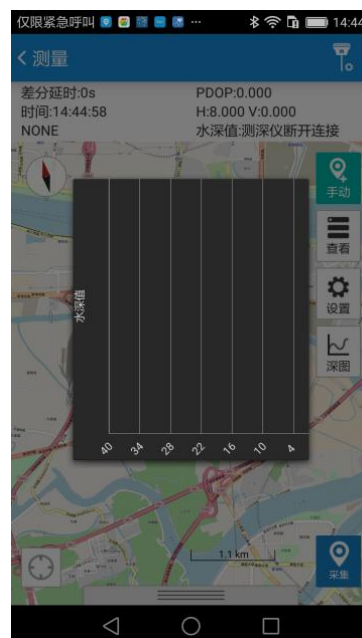 仅限紧急呼叫 ... 14:44
测量
差分延时:0s PDOP:0.000
时间:14:44:58 H:8.000 V:0.000
NONE 水深值:测深仪断开连接
手动
查看
设置
深图
水深值
40 34 28 22 16 10 4
1.1 km
采集